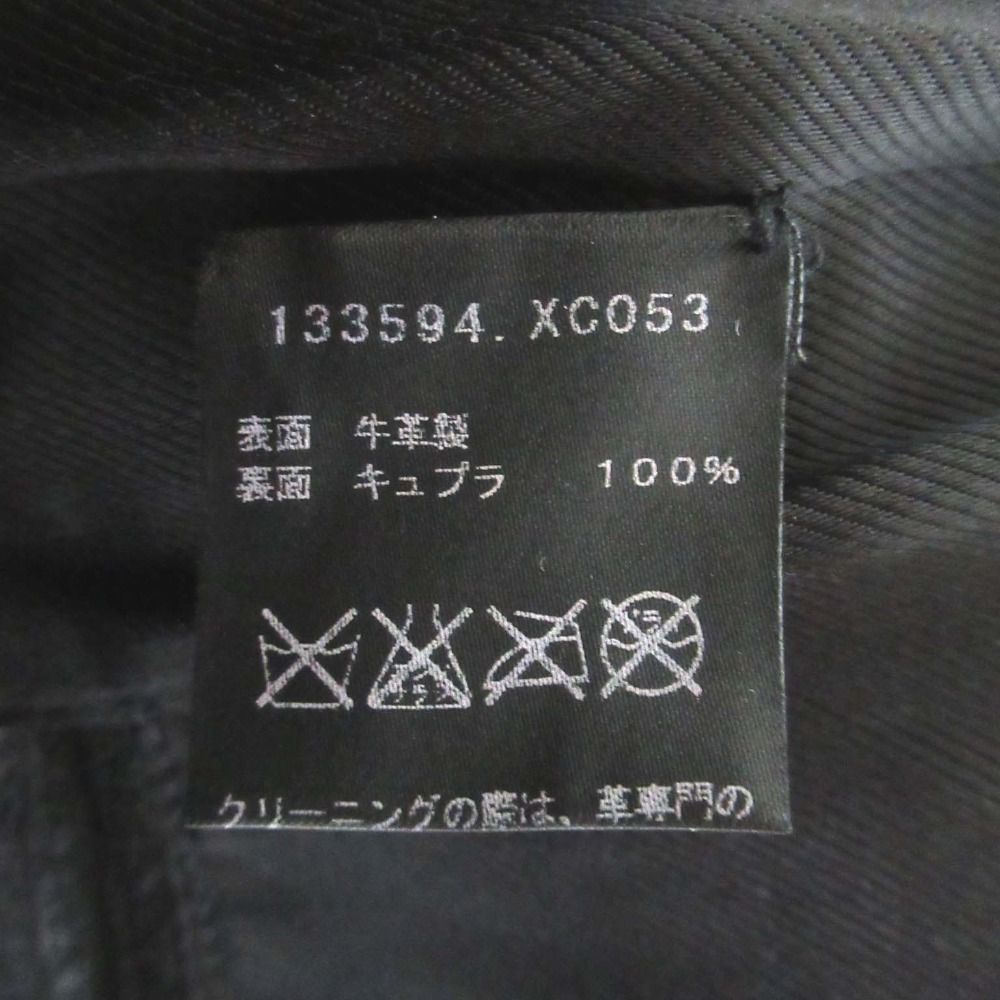 133594. XC053
表面 牛革製
裏面 キュプラ 100%
クリーニングの際は、革専門の